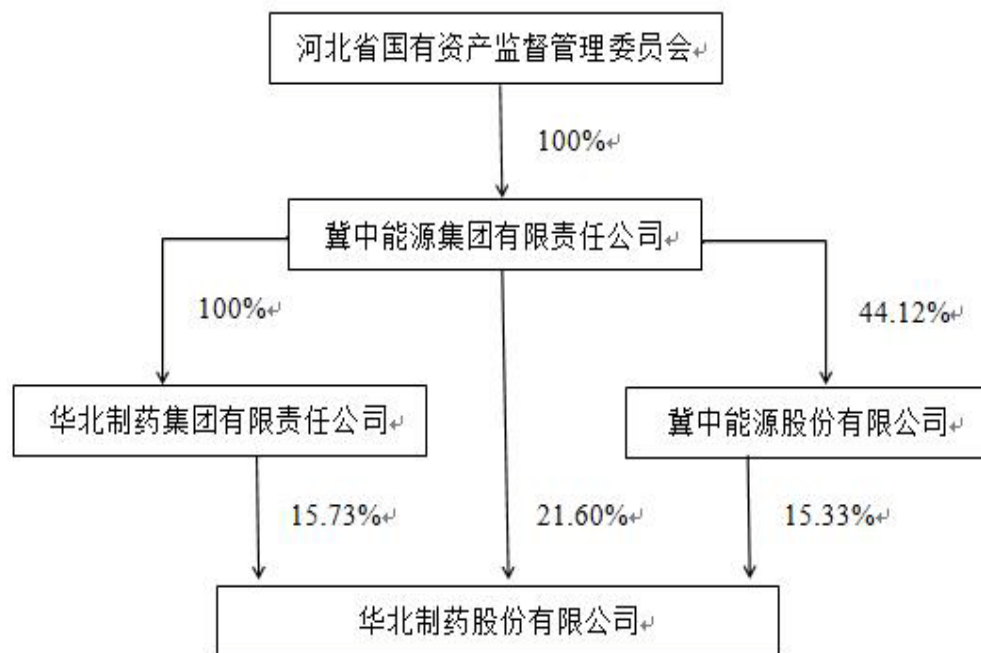 河北省国有资产监督管理委员会
100%
冀中能源集团有限责任公司
100%
44.12%
华北制药集团有限责任公司
冀中能源股份有限公司
15.73%
21.60%
15.33%
华北制药股份有限公司